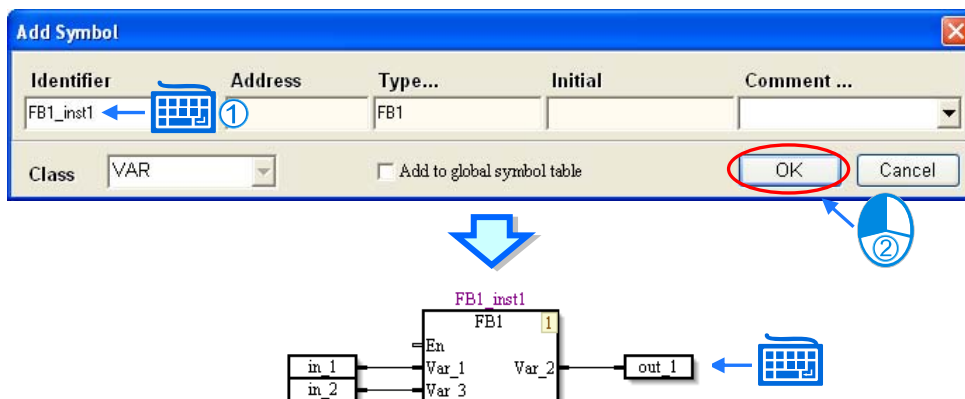 Add Symbol
Identifier Address Type... Initial Comment ...
FB1_inst1 ① FB1
Class VAR Add to global symbol table OK Cancel
②
FB1_inst1
FB1 1
En
in_1 Var_1 Var_2 out_1
in_2 Var_3